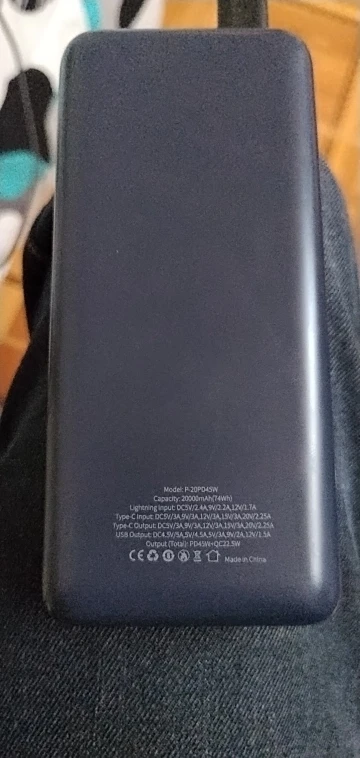 Model: P-20PD45W
Capacity: 20000mAh(74Wh)
Lightning Input: DC5V/2.4A,9V/2.2A,12V/1.7A
Type-C Input: DC5V/3A,9V/3A,12V/3A,15V/3A,20V/2.25A
Type-C Output: DC5V/3A,9V/3A,12V/3A,15V/3A,20V/2.25A
USB Output: DC4.5V/5A,5V/4.5A,5V/3A,9V/2A,12V/1.5A
Output (Total): PD45W+QC22.5W
CE Made in China